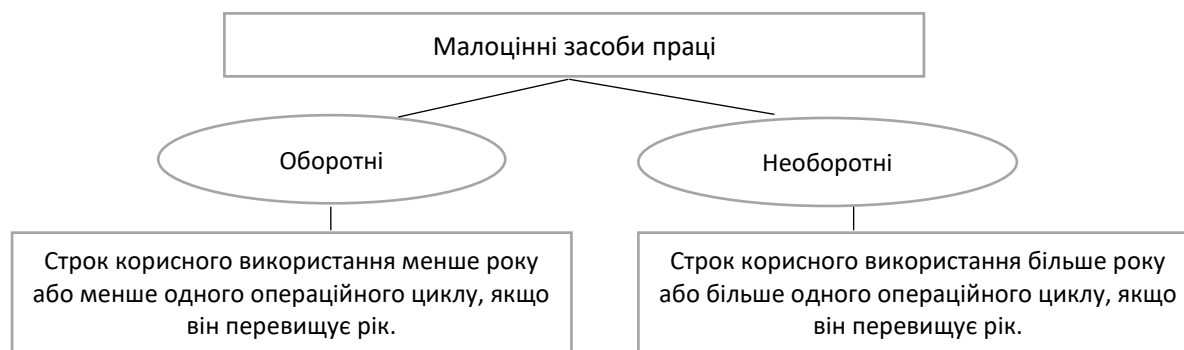 Малоцінні засоби праці
Оборотні
Необоротні
Строк корисного використання менше року
або менше одного операційного циклу, якщо
він перевищує рік.
Строк корисного використання більше року
або більше одного операційного циклу, якщо
він перевищує рік.